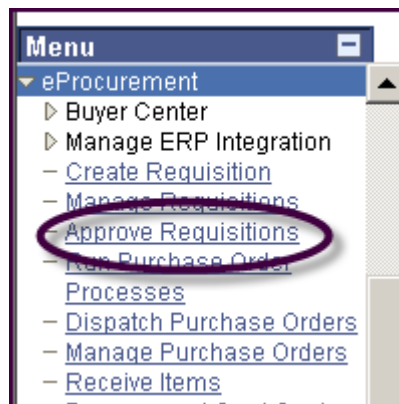 Menu
eProcurement
Buyer Center
Manage ERP Integration
Create Requisition
Manage Requisitions
Approve Requisitions
Run Purchase Order
Processes
Dispatch Purchase Orders
Manage Purchase Orders
Receive Items